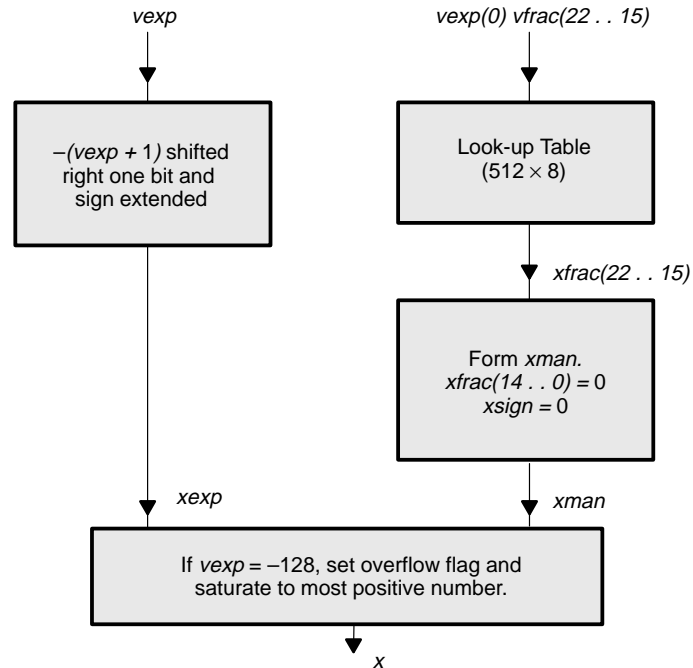 vexp
vexp(0) vfrac(22 . . 15)
–(vexp + 1) shifted
right one bit and
sign extended
Look-up Table
(512 × 8)
xfrac(22 . . 15)
Form xman.
xfrac(14 . . 0) = 0
xsign = 0
xexp
xman
If vexp = –128, set overflow flag and
saturate to most positive number.
x